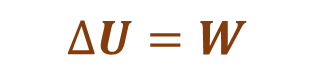 Δ𝑼 = 𝑾